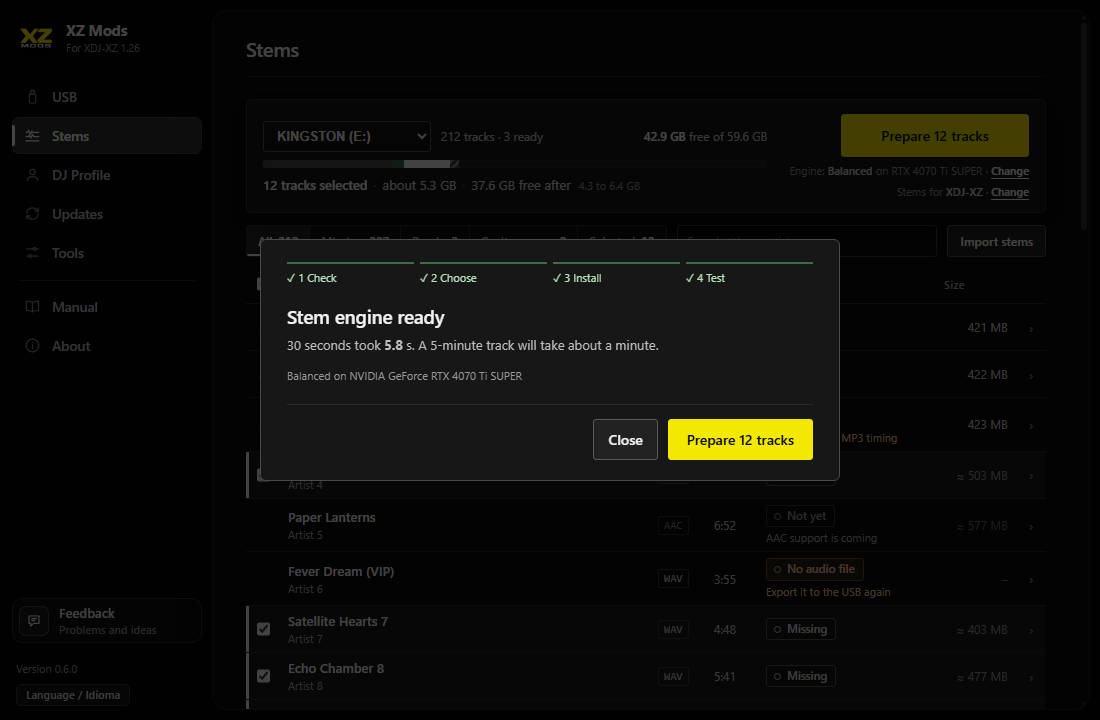 XZ MODS
XZ Mods
For XDJ-XZ 1.26
USB
Stems
DJ Profile
Updates
Tools
Manual
About
Feedback
Problems and ideas
Version 0.6.0
Language / Idioma
Stems
KINGSTON (E:)
212 tracks · 3 ready
42.9 GB free of 59.6 GB
Prepare 12 tracks
12 tracks selected · about 5.3 GB · 37.6 GB free after 4.3 to 6.4 GB
Engine: Balanced on RTX 4070 Ti SUPER · Change
Stems for XDJ-XZ · Change
Import stems
Size
✓ 1 Check
✓ 2 Choose
✓ 3 Install
✓ 4 Test
Stem engine ready
30 seconds took 5.8 s. A 5-minute track will take about a minute.
Balanced on NVIDIA GeForce RTX 4070 Ti SUPER
Close
Prepare 12 tracks
421 MB
422 MB
423 MB
MP3 timing
Artist 4
≈ 503 MB
Paper Lanterns
Artist 5
AAC
6:52
Not yet
AAC support is coming
≈ 577 MB
Fever Dream (VIP)
Artist 6
WAV
3:55
No audio file
Export it to the USB again
–
Satellite Hearts 7
Artist 7
WAV
4:48
Missing
≈ 403 MB
Echo Chamber 8
Artist 8
WAV
5:41
Missing
≈ 477 MB